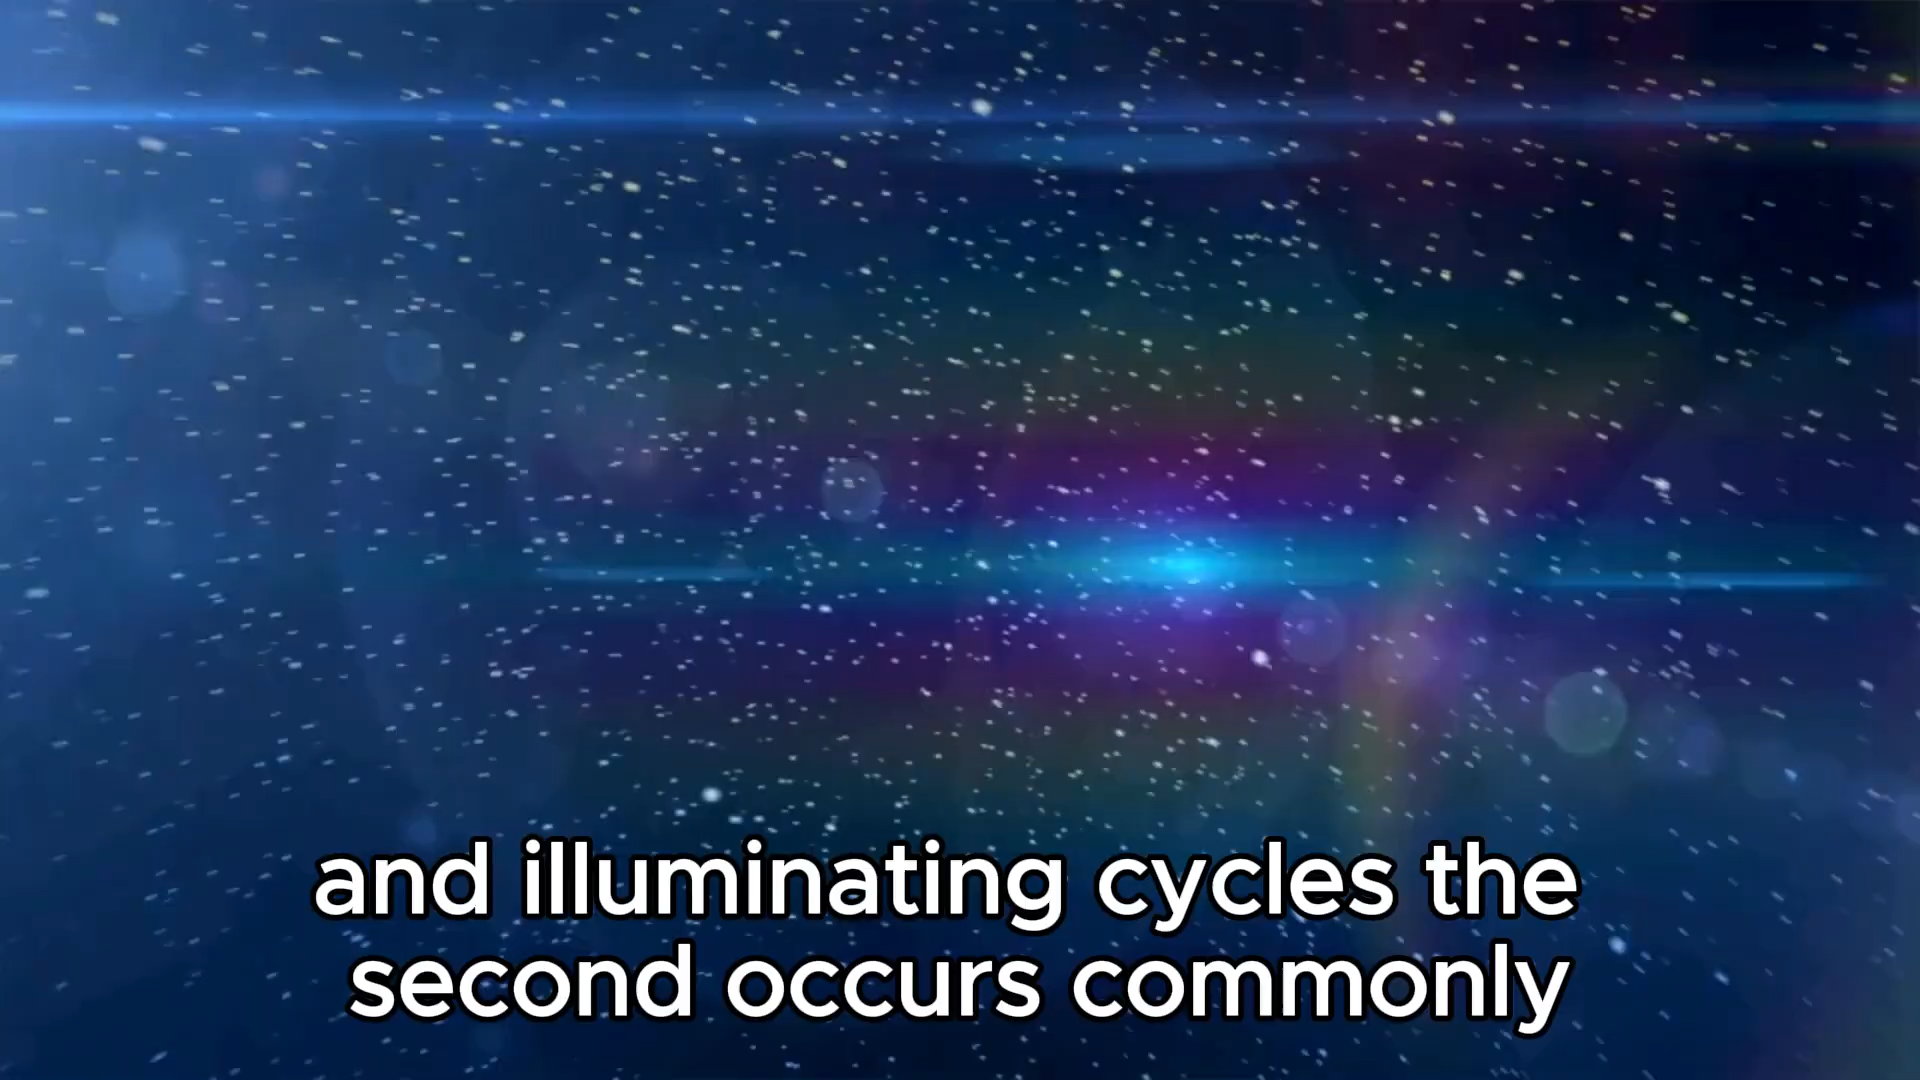 and illuminating cycles the
second occurs commonly